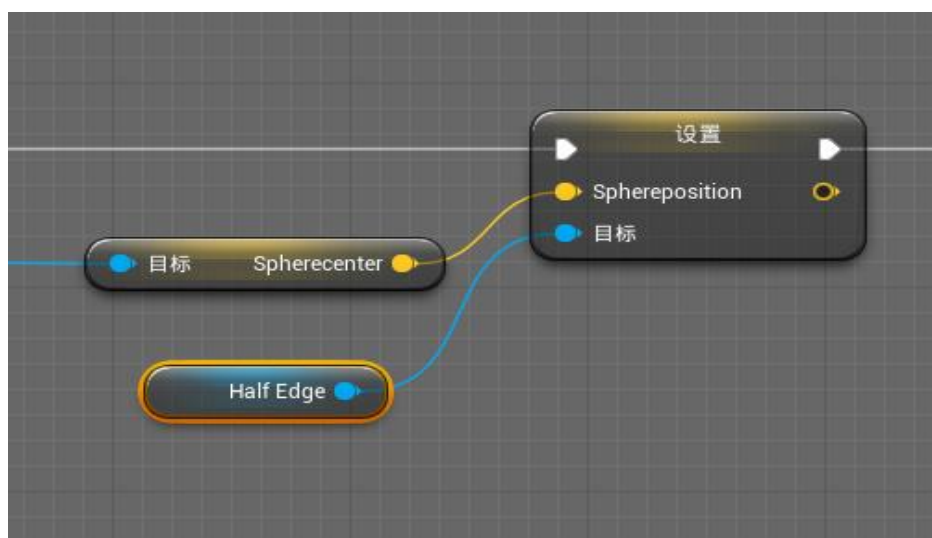 设置
Sphereposition
目标
目标 Spherecenter
Half Edge